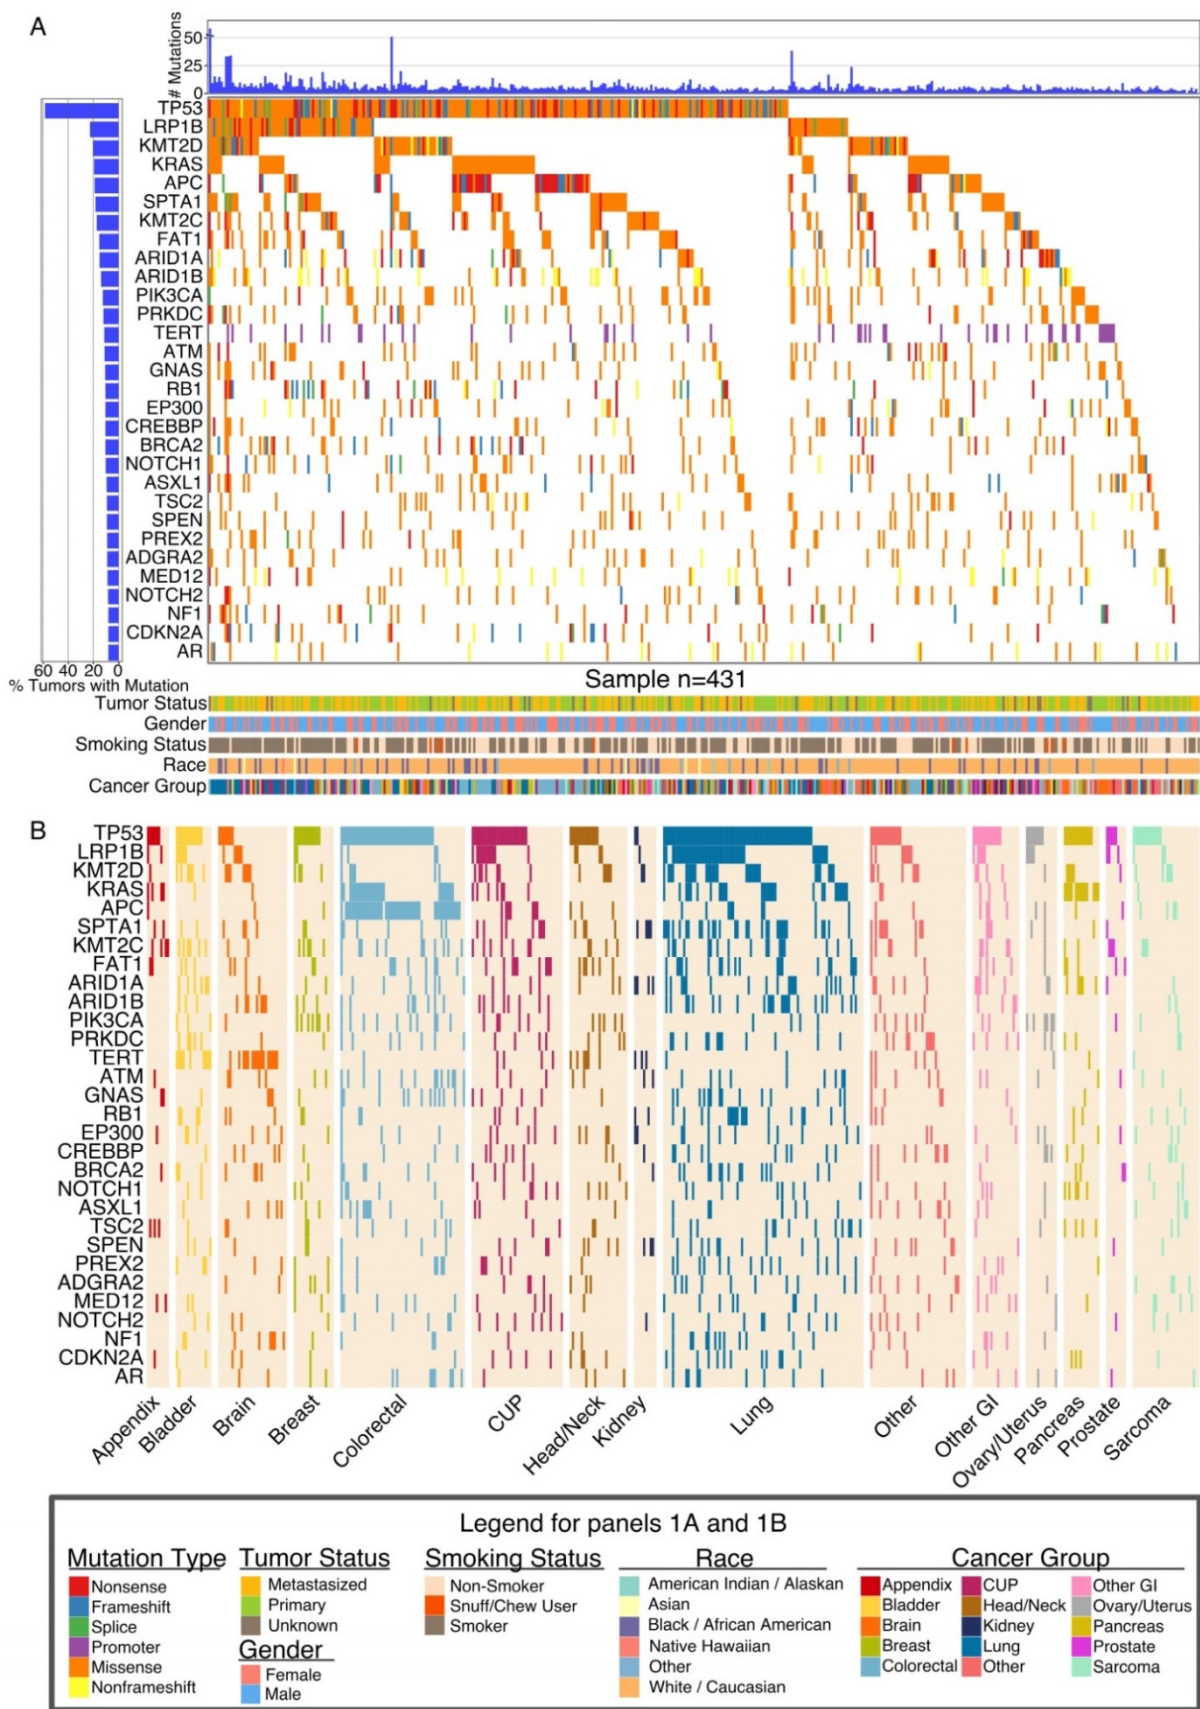 A
# Mutations
50
25
0
TP53
LRP1B
KMT2D
KRAS
APC
SPTA1
KMT2C
FAT1
ARID1A
ARID1B
PIK3CA
PRKDC
TERT
ATM
GNAS
RB1
EP300
CREBBP
BRCA2
NOTCH1
ASXL1
TSC2
SPEN
PREX2
ADGRA2
MED12
NOTCH2
NF1
CDKN2A
AR
60 40 20 0
% Tumors with Mutation
Sample n=431
Tumor Status
Gender
Smoking Status
Race
Cancer Group
B
TP53
LRP1B
KMT2D
KRAS
APC
SPTA1
KMT2C
FAT1
ARID1A
ARID1B
PIK3CA
PRKDC
TERT
ATM
GNAS
RB1
EP300
CREBBP
BRCA2
NOTCH1
ASXL1
TSC2
SPEN
PREX2
ADGRA2
MED12
NOTCH2
NF1
CDKN2A
AR
Appendix
Bladder
Brain
Breast
Colorectal
CUP
Head/Neck
Kidney
Lung
Other
Other GI
Ovary/Uterus
Pancreas
Prostate
Sarcoma
Legend for panels 1A and 1B
Mutation Type
Nonsense
Frameshift
Splice
Promoter
Missense
Nonframeshift
Tumor Status
Metastasized
Primary
Unknown
Gender
Female
Male
Smoking Status
Non-Smoker
Snuff/Chew User
Smoker
Race
American Indian / Alaskan
Asian
Black / African American
Native Hawaiian
Other
White / Caucasian
Cancer Group
Appendix
Bladder
Brain
Breast
Colorectal
CUP
Head/Neck
Kidney
Lung
Other
Other GI
Ovary/Uterus
Pancreas
Prostate
Sarcoma